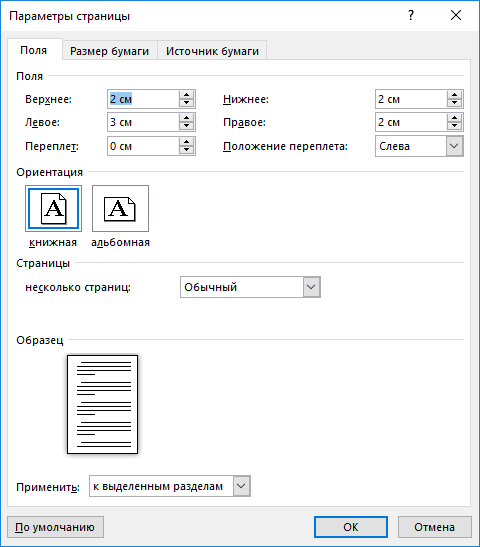 Параметры страницы ?
Поля Размер бумаги Источник бумаги
Поля
Верхнее: 2 см Нижнее: 2 см
Левое: 3 см Правое: 2 см
Переплет: 0 см Положение переплета: Слева
Ориентация
A A
книжная альбомная
Страницы
несколько страниц: Обычный
Образец
Применить: к выделенным разделам
По умолчанию ОК Отмена